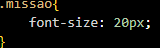 .missao{
font-size: 20px;
}